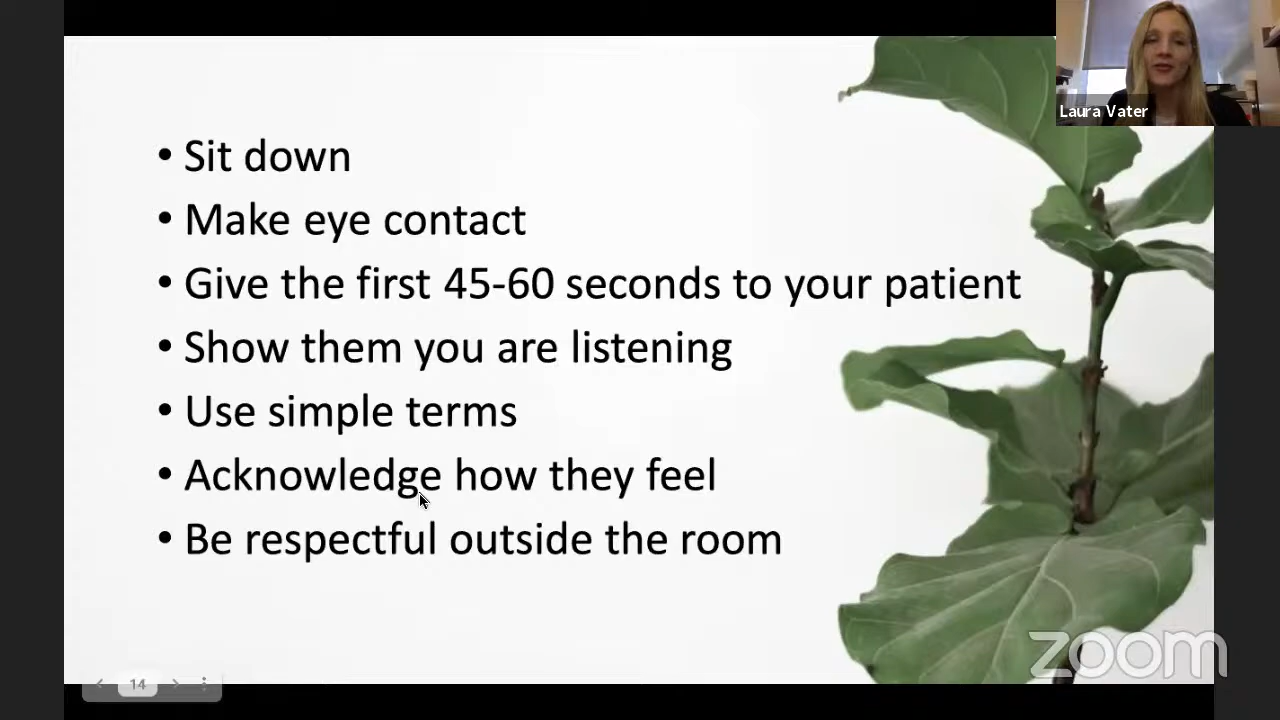 Laura Vater
• Sit down
• Make eye contact
• Give the first 45-60 seconds to your patient
• Show them you are listening
• Use simple terms
• Acknowledge how they feel
• Be respectful outside the room
zoom
14